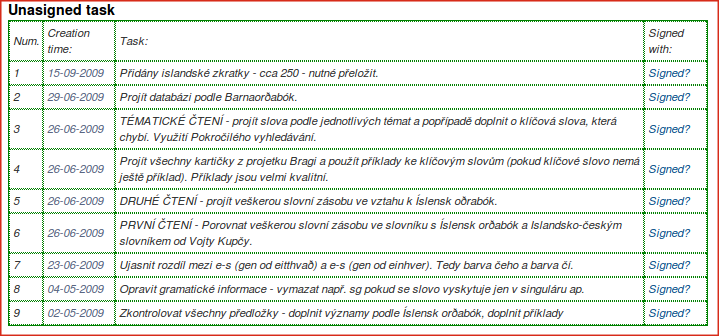 Unasigned task
Num. Creation time: Task: Signed with:
1 15-09-2009 Přidány islandské zkratky - cca 250 - nutné přeložit. Signed?
2 29-06-2009 Projít databázi podle Barnaorðabók. Signed?
3 26-06-2009 TÉMATICKÉ ČTENÍ - projít slova podle jednotlivých témat a popřípadě doplnit o klíčová slova, která
chybí. Využití Pokročilého vyhledávání. Signed?
4 26-06-2009 Projít všechny kartičky z projetku Bragi a použít příklady ke klíčovým slovům (pokud klíčové slovo nemá
ještě příklad). Příklady jsou velmi kvalitní. Signed?
5 26-06-2009 DRUHÉ ČTENÍ - projít veškerou slovní zásobu ve vztahu k Íslensk oðrabók. Signed?
6 26-06-2009 PRVNÍ ČTENÍ - Porovnat veškerou slovní zásobu ve slovníku s Íslensk orðabók a Islandsko-českým
slovníkem od Vojty Kupčy. Signed?
7 23-06-2009 Ujasnit rozdíl mezi e-s (gen od eitthvað) a e-s (gen od einhver). Tedy barva čeho a barva čí. Signed?
8 04-05-2009 Opravit gramatické informace - vymazat např. sg pokud se slovo vyskytuje jen v singuláru ap. Signed?
9 02-05-2009 Zkontrolovat všechny předložky - doplnit významy podle Íslensk orðabók, doplnit příklady Signed?